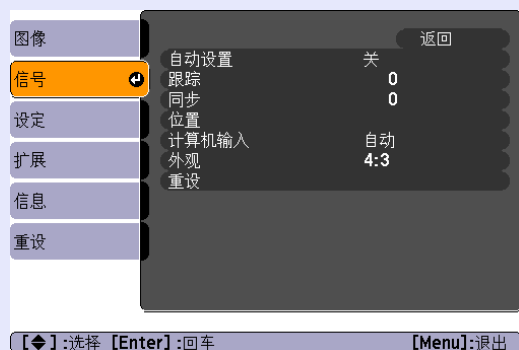 图像
信号
设定
扩展
信息
重设
返回
自动设置 关
跟踪 0
同步 0
位置
计算机输入 自动
外观 4:3
重设
[◆]:选择 [Enter]:回车 [Menu]:退出